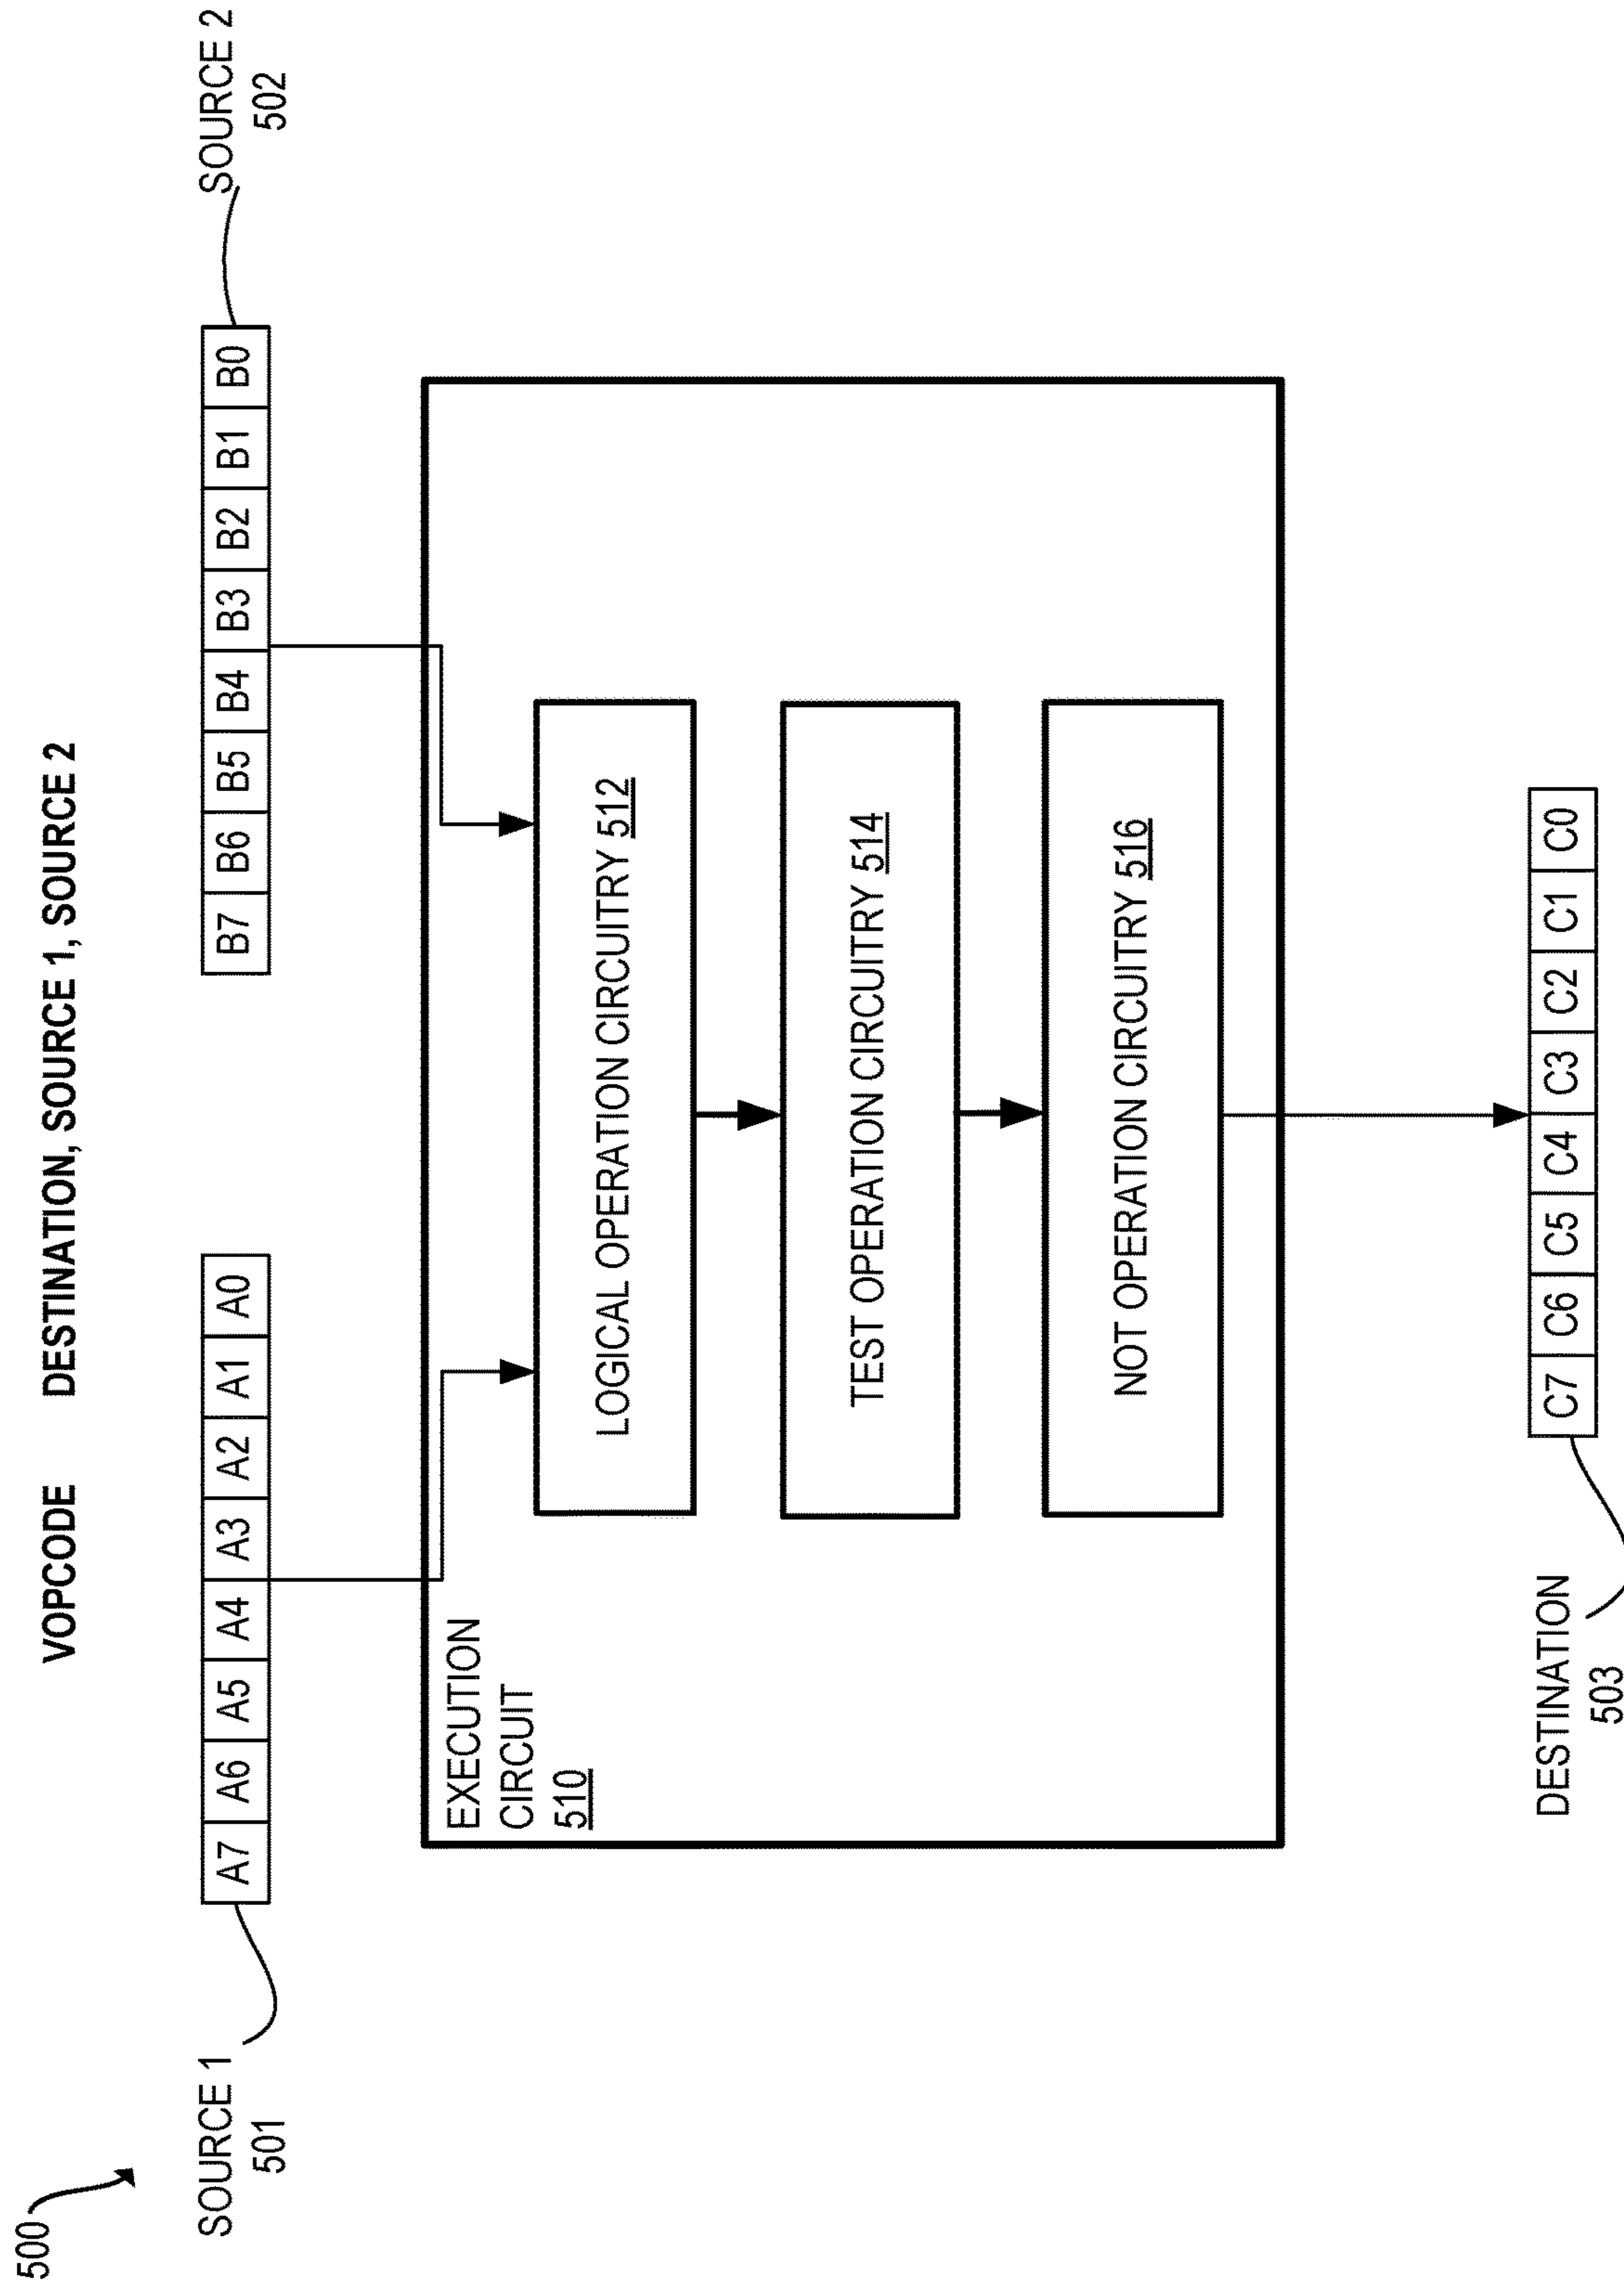 500
VOPCODE DESTINATION, SOURCE 1, SOURCE 2
SOURCE 1
501
A7 A6 A5 A4 A3 A2 A1 A0
B7 B6 B5 B4 B3 B2 B1 B0
SOURCE 2
502
EXECUTION
CIRCUIT
510
LOGICAL OPERATION CIRCUITRY 512
TEST OPERATION CIRCUITRY 514
NOT OPERATION CIRCUITRY 516
DESTINATION
503
C7 C6 C5 C4 C3 C2 C1 C0